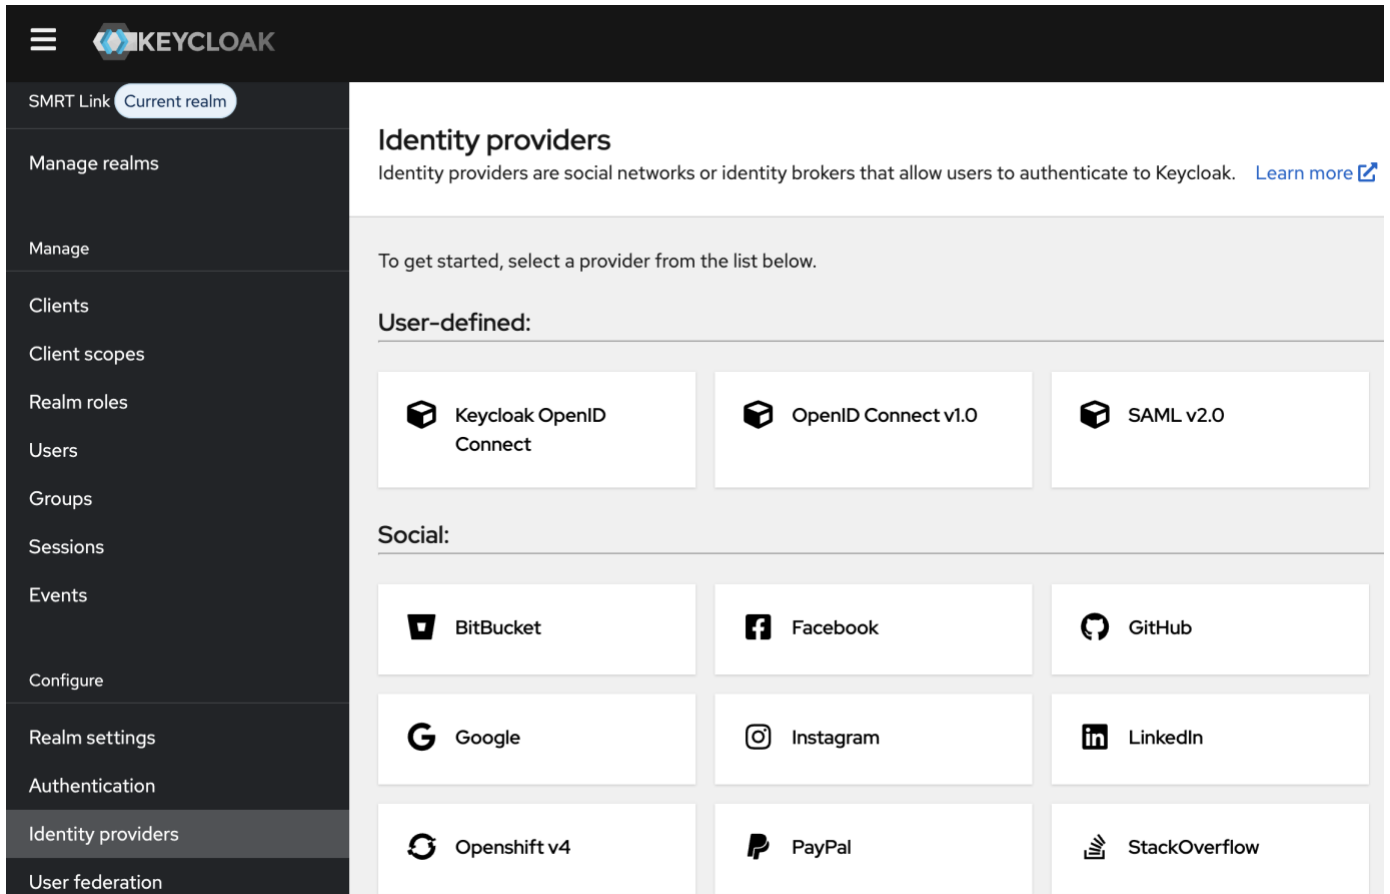 KEYCLOAK
SMRT Link Current realm
Manage realms
Manage
Clients
Client scopes
Realm roles
Users
Groups
Sessions
Events
Configure
Realm settings
Authentication
Identity providers
User federation
Identity providers
Identity providers are social networks or identity brokers that allow users to authenticate to Keycloak. Learn more
To get started, select a provider from the list below.
User-defined:
Keycloak OpenID
Connect
OpenID Connect v1.0
SAML v2.0
Social:
BitBucket
Facebook
GitHub
Google
Instagram
LinkedIn
Openshift v4
PayPal
StackOverflow